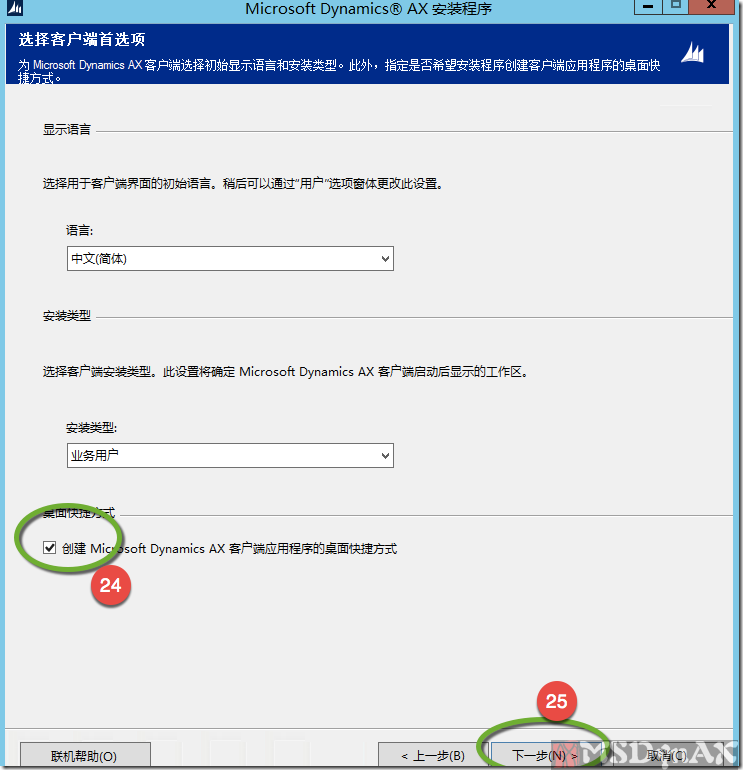 Microsoft Dynamics® AX 安装程序
选择客户端首选项
为 Microsoft Dynamics AX 客户端选择初始显示语言和安装类型。此外，指定是否希望安装程序创建客户端应用程序的桌面快
捷方式。
显示语言
选择用于客户端界面的初始语言。稍后可以通过“用户”选项窗体更改此设置。
语言:
中文(简体)
安装类型
选择客户端安装类型。此设置将确定 Microsoft Dynamics AX 客户端启动后显示的工作区。
安装类型:
业务用户
桌面快捷方式
创建 Microsoft Dynamics AX 客户端应用程序的桌面快捷方式
24
25
联机帮助(O)
< 上一步(B)
下一步(N) >
取消(C)